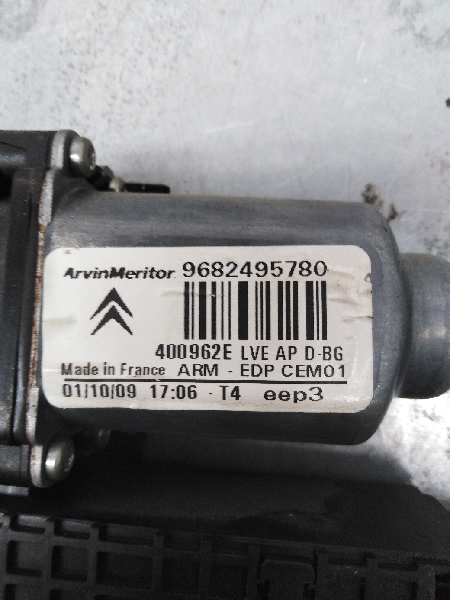 ArvinMeritor 9682495780
400962E LVE AP D-BG
Made in France ARM - EDP CEM01
01/10/09 17:06 - T4 eep3